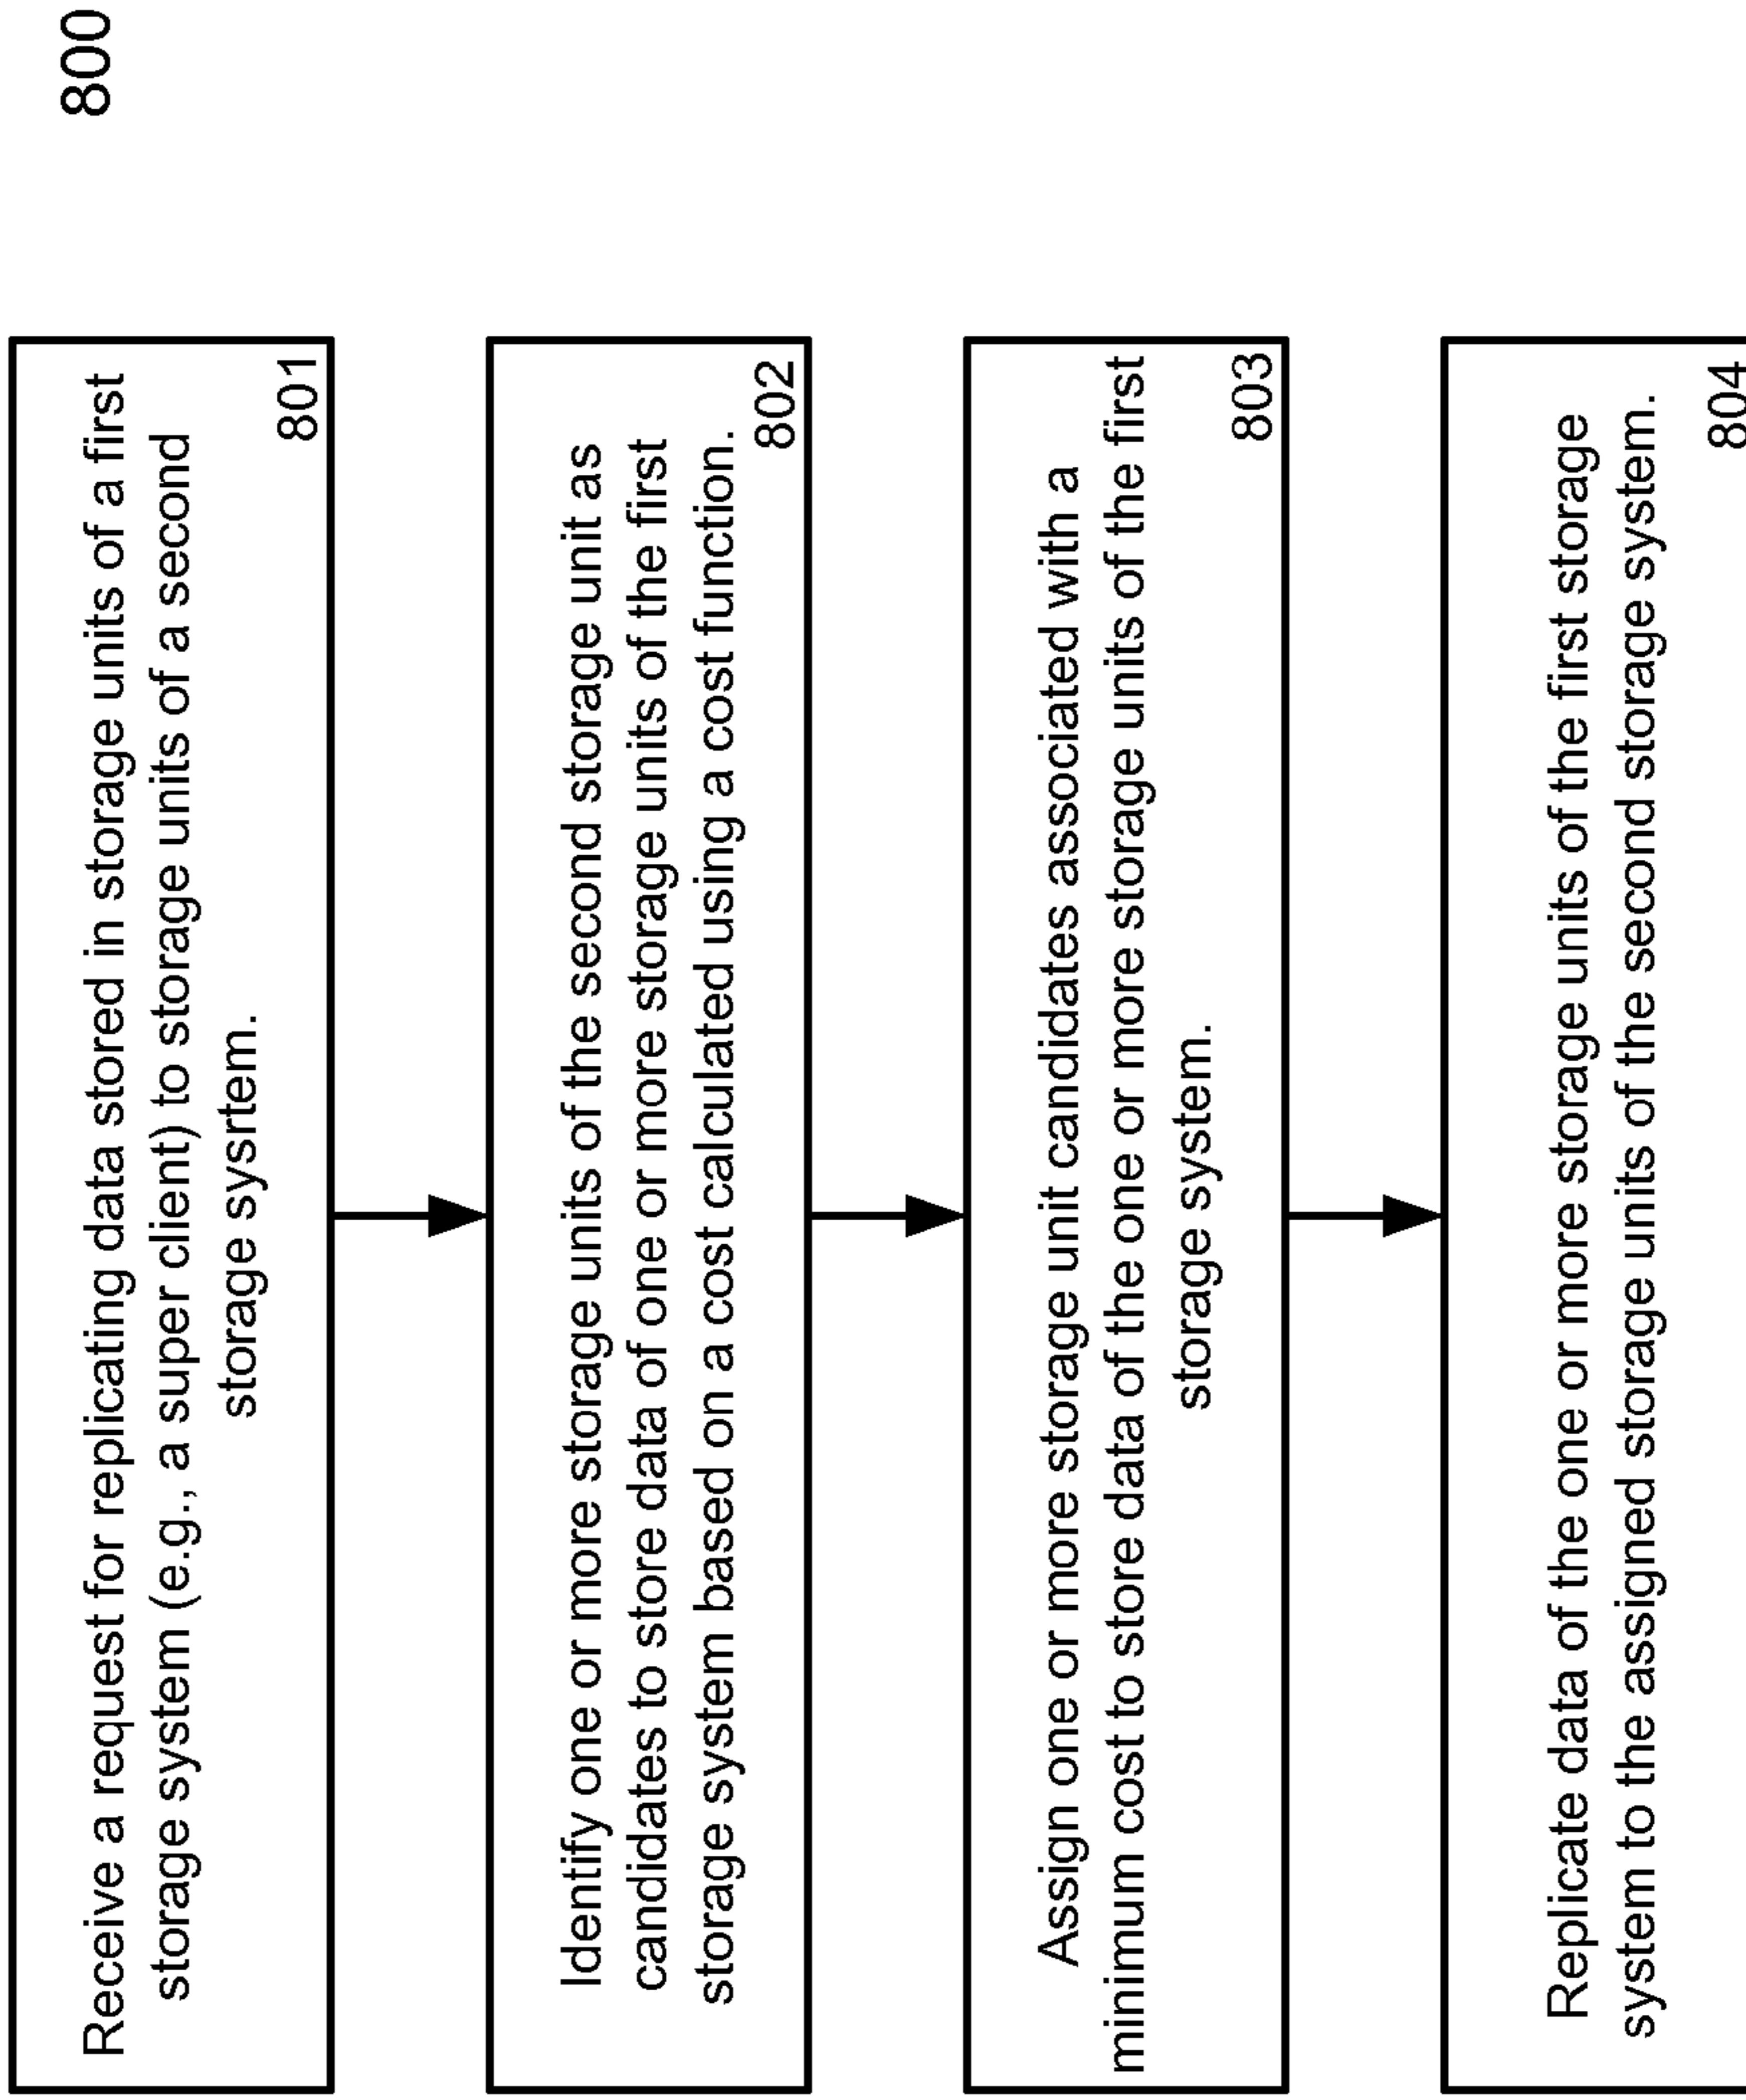 800
Receive a request for replicating data stored in storage units of a first
storage system (e.g., a super client) to storage units of a second
storage sysrtem.
801
Identify one or more storage units of the second storage unit as
candidates to store data of one or more storage units of the first
storage system based on a cost calculated using a cost function.
802
Assign one or more storage unit candidates associated with a
minimum cost to store data of the one or more storage units of the first
storage system.
803
Replicate data of the one or more storage units of the first storage
system to the assigned storage units of the second storage system.
804